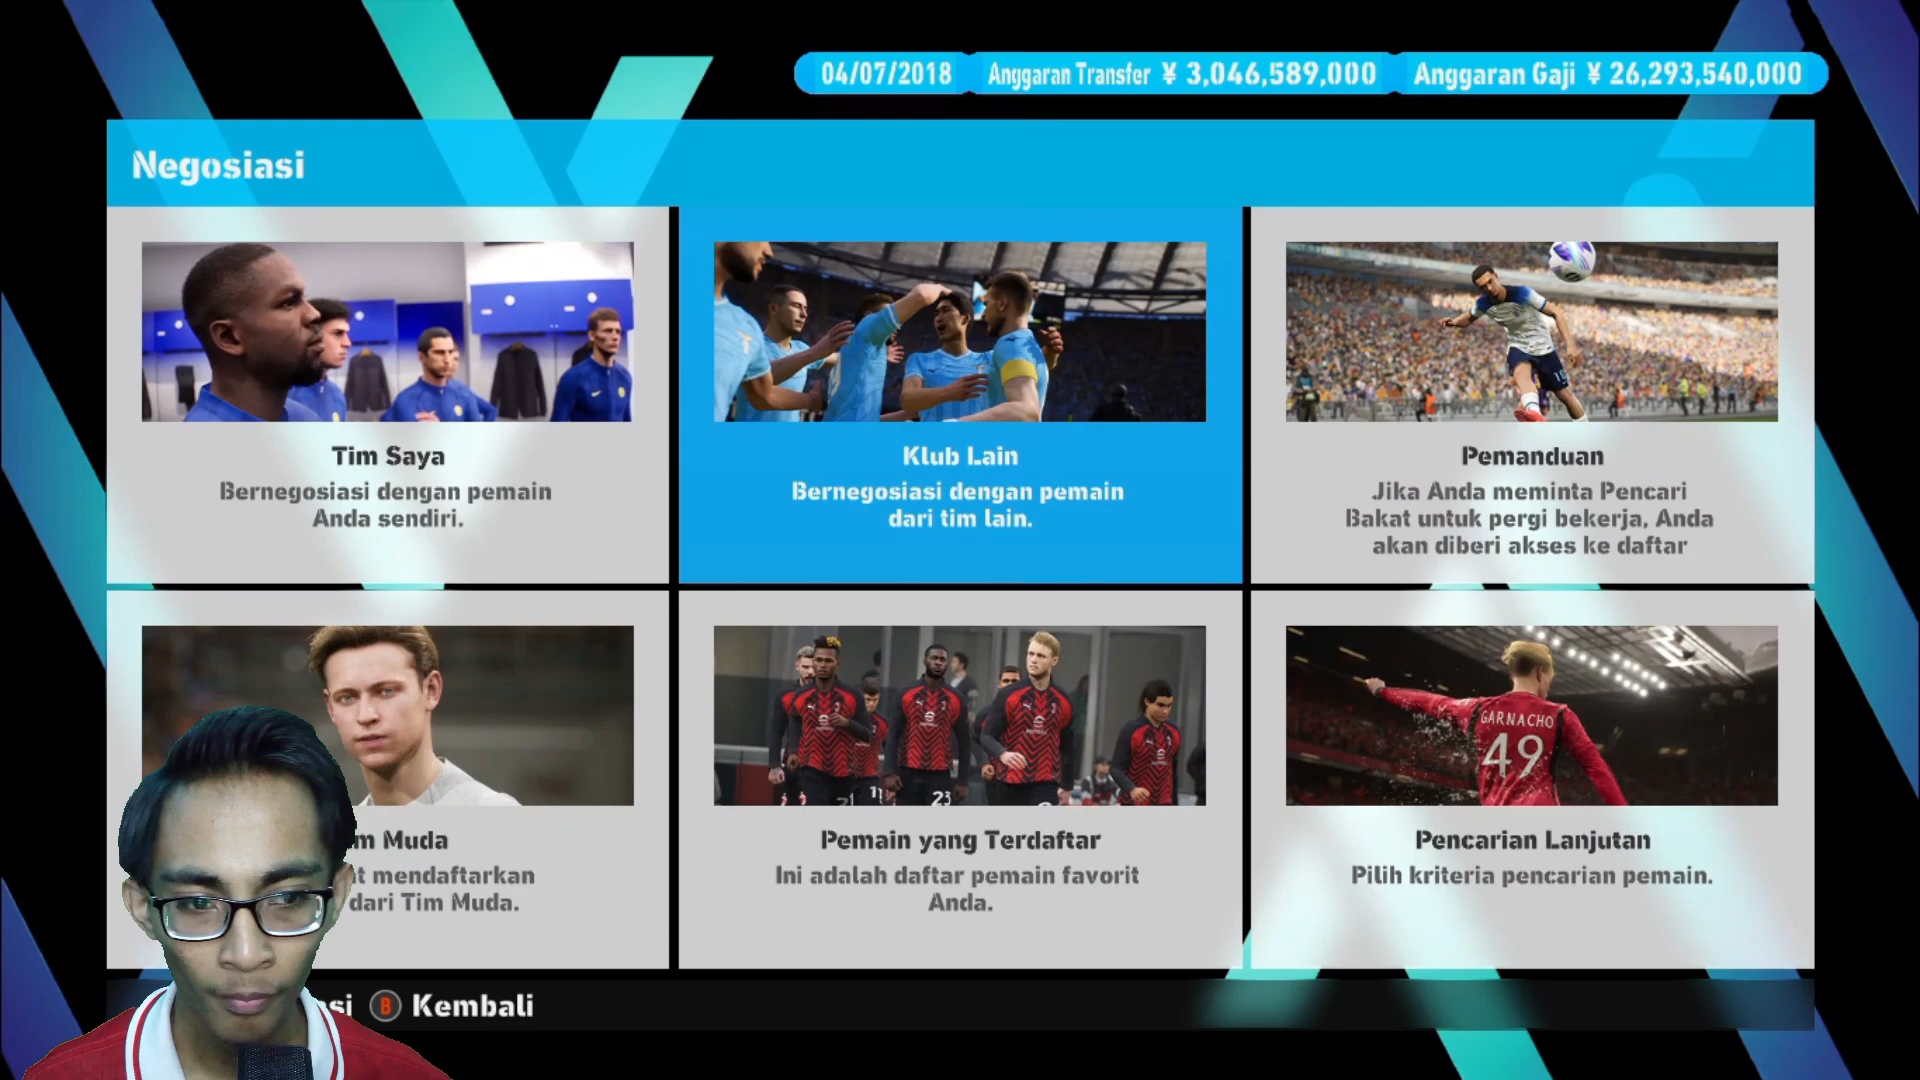 04/07/2018 Anggaran Transfer ¥ 3,046,589,000 Anggaran Gaji ¥ 26,293,540,000
Negosiasi
Tim Saya
Bernegosiasi dengan pemain
Anda sendiri.
Klub Lain
Bernegosiasi dengan pemain
dari tim lain.
Pemanduan
Jika Anda meminta Pencari
Bakat untuk pergi bekerja, Anda
akan diberi akses ke daftar
Muda
mendaftarkan
dari Tim Muda.
11
23
Pemain yang Terdaftar
Ini adalah daftar pemain favorit
Anda.
GARNACHO
49
Pencarian Lanjutan
Pilih kriteria pencarian pemain.
B Kembali